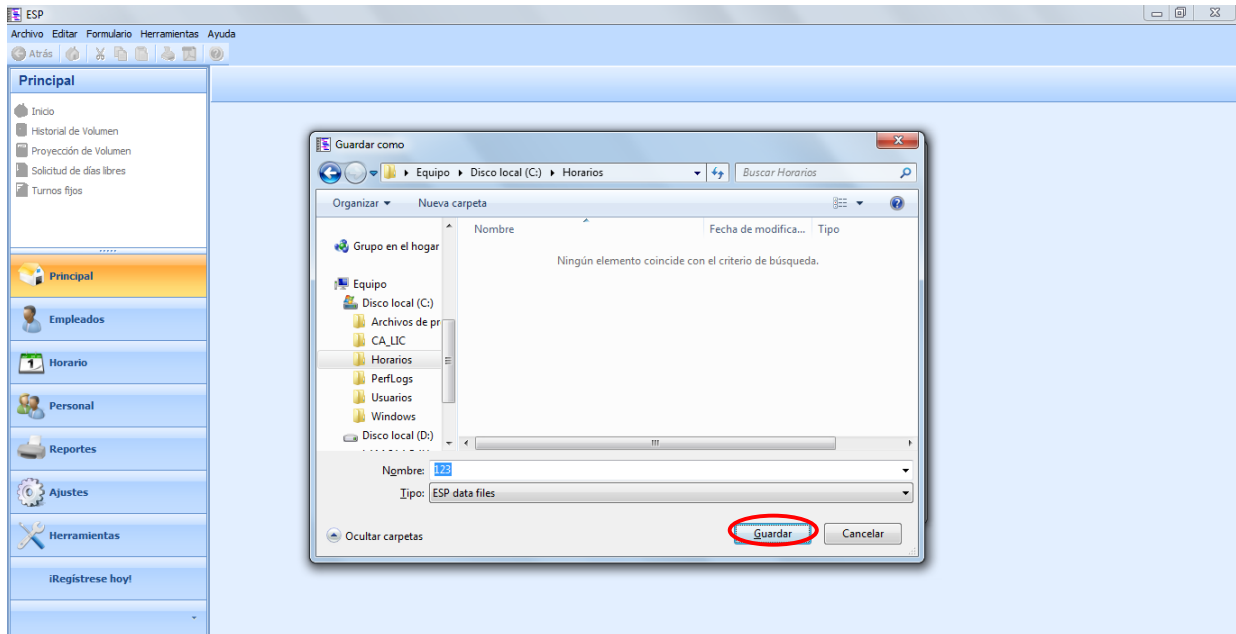 ESP
Archivo Editar Formulario Herramientas Ayuda
Atrás
Principal
Inicio
Historial de Volumen
Proyección de Volumen
Solicitud de días libres
Turnos fijos
Principal
Empleados
Horario
Personal
Reportes
Ajustes
Herramientas
¡Regístrese hoy!
Guardar como
Equipo Disco local (C:) Horarios
Buscar Horarios
Organizar Nueva carpeta
Nombre Fecha de modifica... Tipo
Ningún elemento coincide con el criterio de búsqueda.
Grupo en el hogar
Equipo
Disco local (C:)
Archivos de pr
CA_LIC
Horarios
PerfLogs
Usuarios
Windows
Disco local (D:)
Nombre: 123
Tipo: ESP data files
Ocultar carpetas
Guardar Cancelar